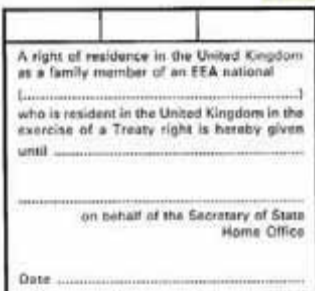 A right of residence in the United Kingdom
as a family member of an EEA national
[........................................................]
who is resident in the United Kingdom in the
exercise of a Treaty right is hereby given
until ................................................
........................................................
on behalf of the Secretary of State
Home Office
Date ................................................